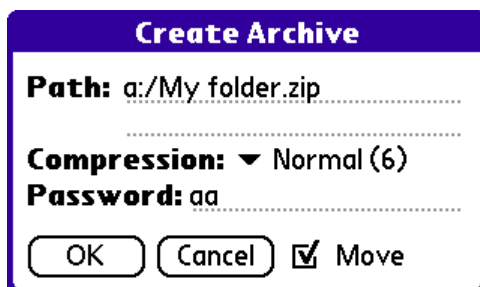 Create Archive
Path: a:/My folder.zip
Compression: Normal (6)
Password: aa
OK Cancel Move